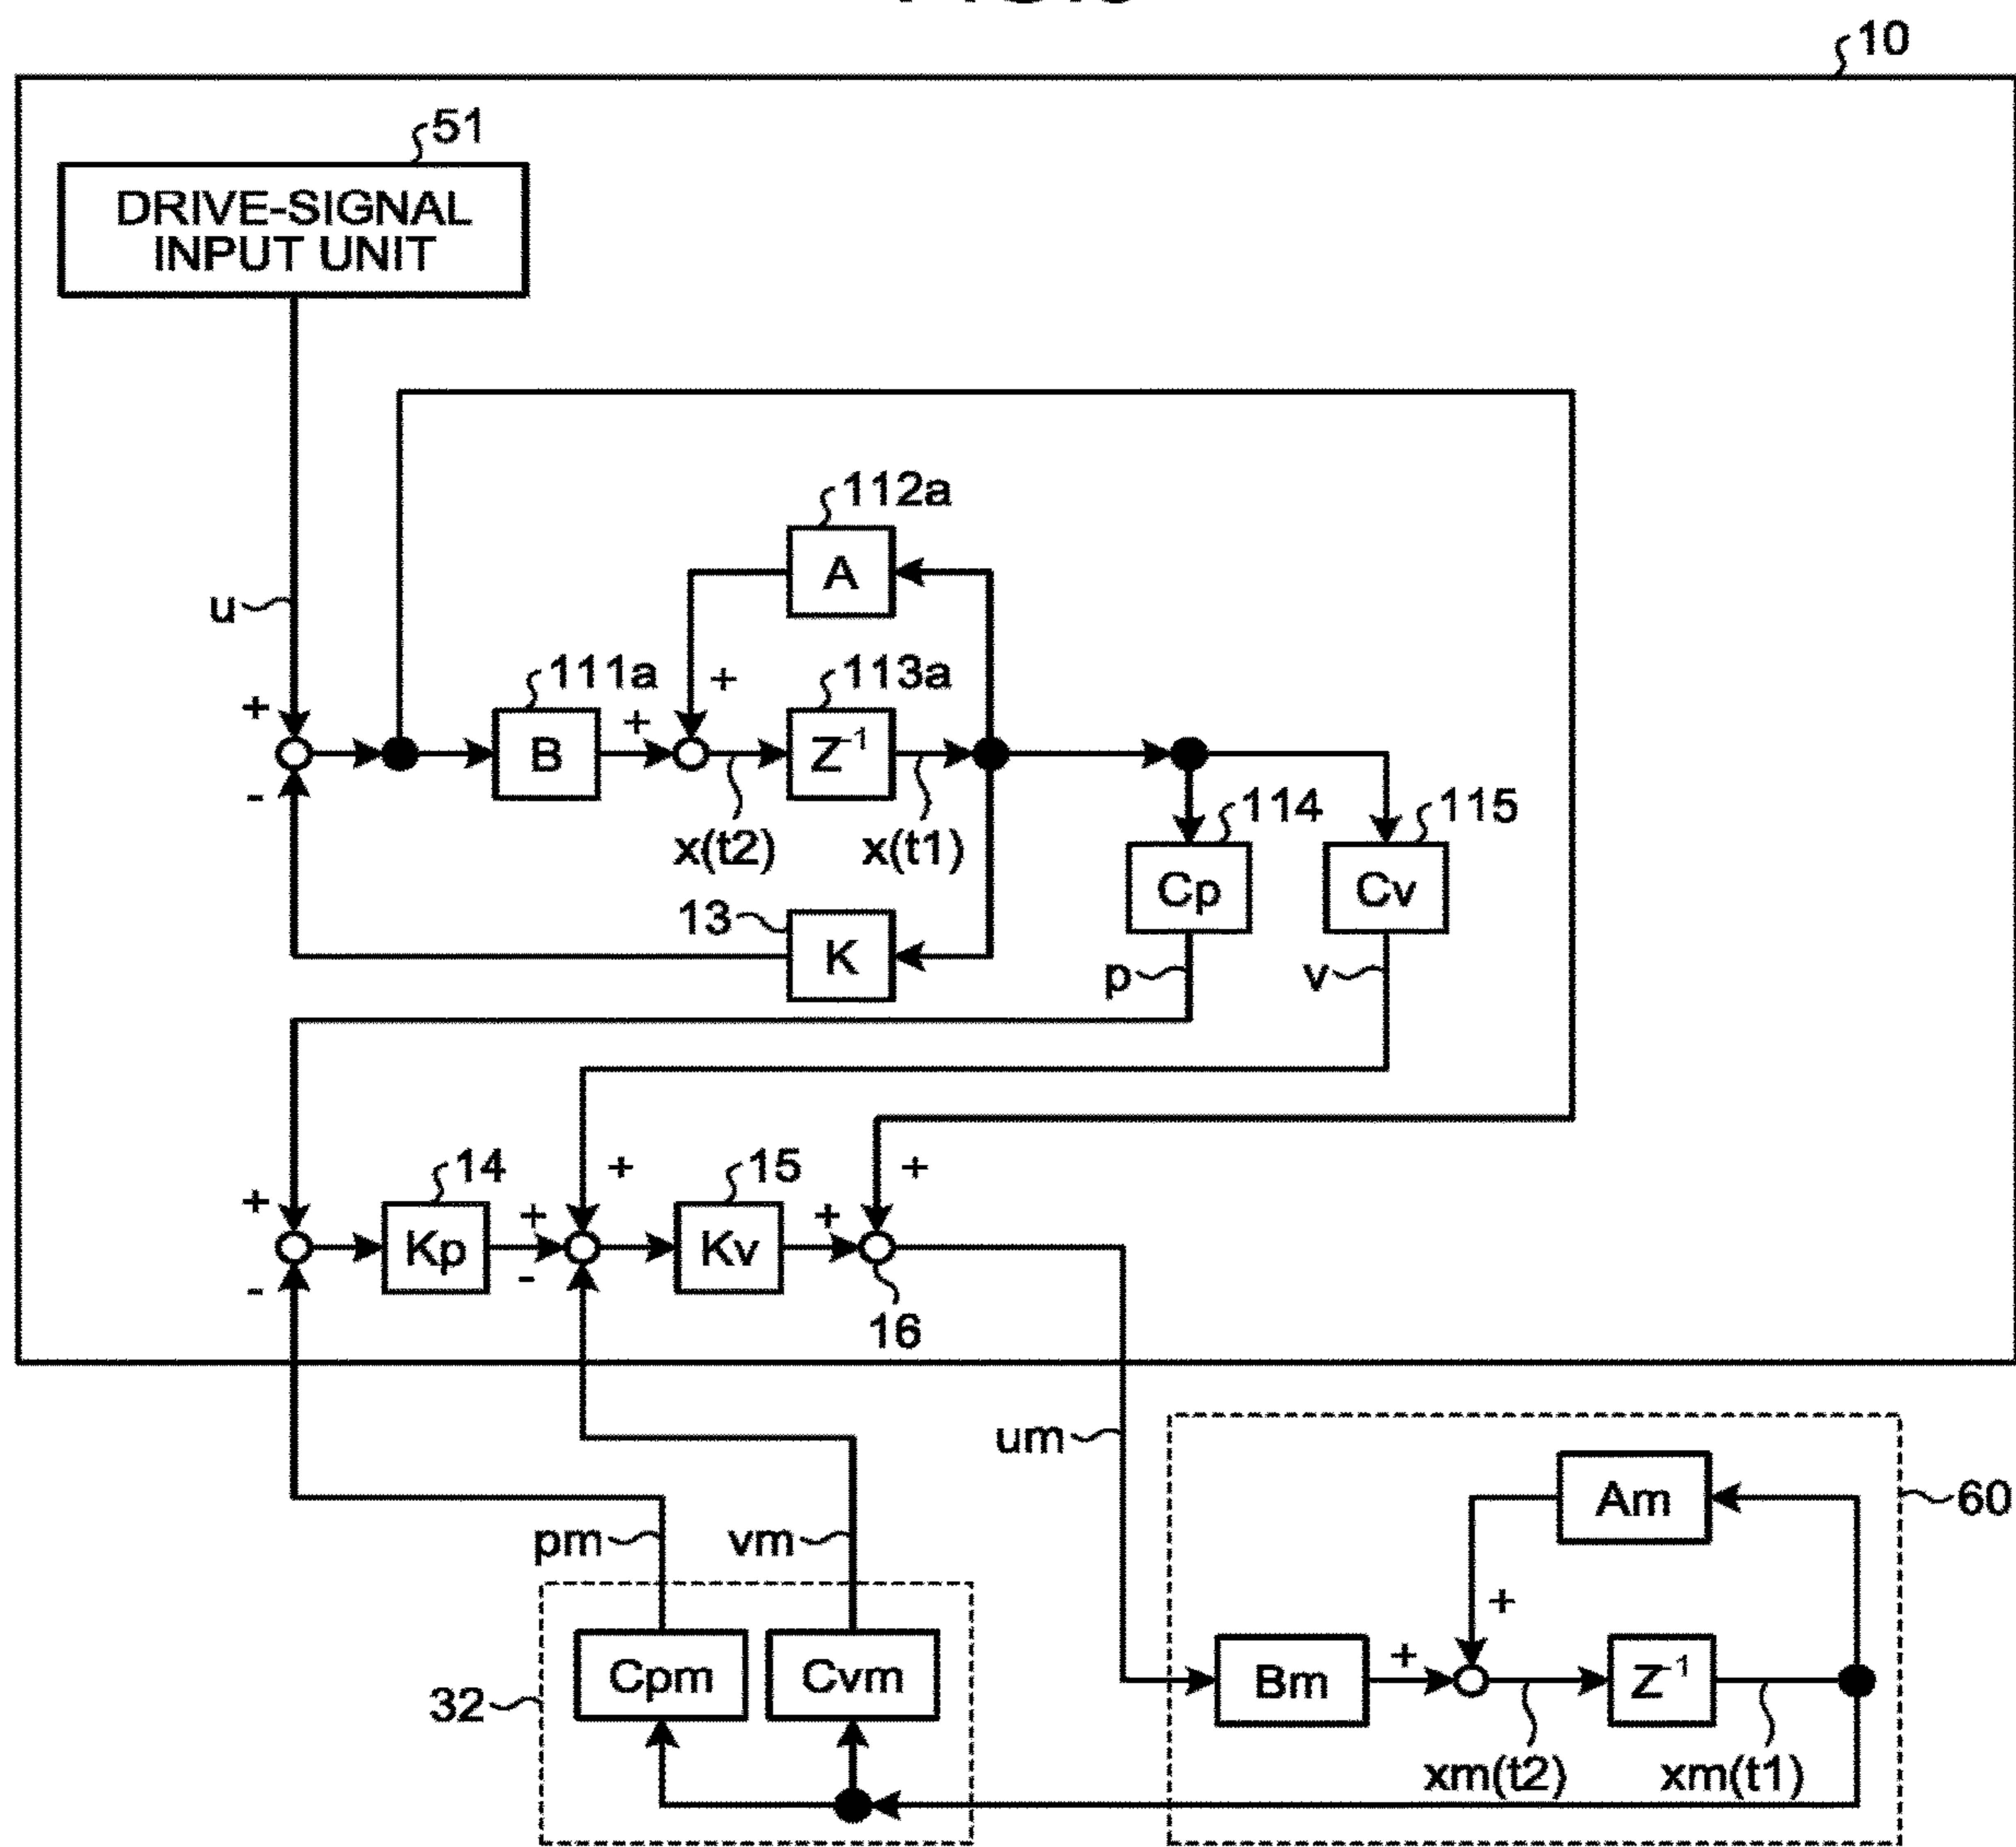 10
51
DRIVE-SIGNAL
INPUT UNIT
112a
A
u
111a
+
113a
+
+
B
Z-1
-
114
115
x(t2)
x(t1)
Cp
Cv
13
K
p
v
14
+
15
+
+
+
+
Kp
Kv
-
-
16
um
Am
60
pm
vm
+
Cpm
Cvm
Bm
+
Z-1
32
xm(t2)
xm(t1)